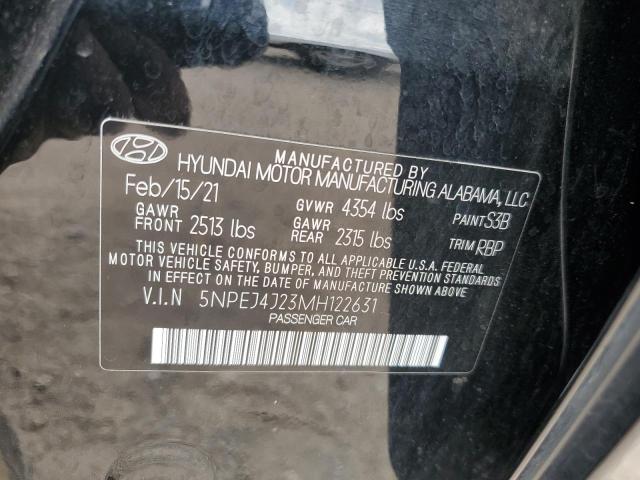 MANUFACTURED BY
HYUNDAI MOTOR MANUFACTURING ALABAMA, LLC
Feb/15/21 GVWR 4354 lbs PAINT S3B
GAWR FRONT 2513 lbs GAWR REAR 2315 lbs TRIM RBP
THIS VEHICLE CONFORMS TO ALL APPLICABLE U.S.A. FEDERAL
MOTOR VEHICLE SAFETY, BUMPER, AND THEFT PREVENTION STANDARDS
IN EFFECT ON THE DATE OF MANUFACTURE SHOWN ABOVE.
V.I.N 5NPEJ4J23MH122631
PASSENGER CAR